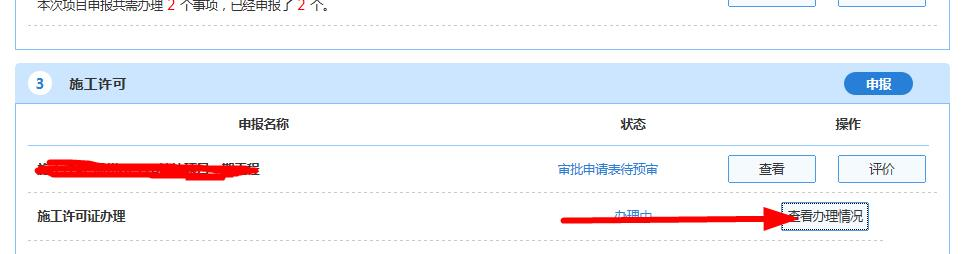 本次项目申报共需办理 2 个事项，已经申报了 2 个。
3 施工许可 申报
申报名称 状态 操作
期工程 审批申请表待预审 查看 评价
施工许可证办理 办理中 查看办理情况